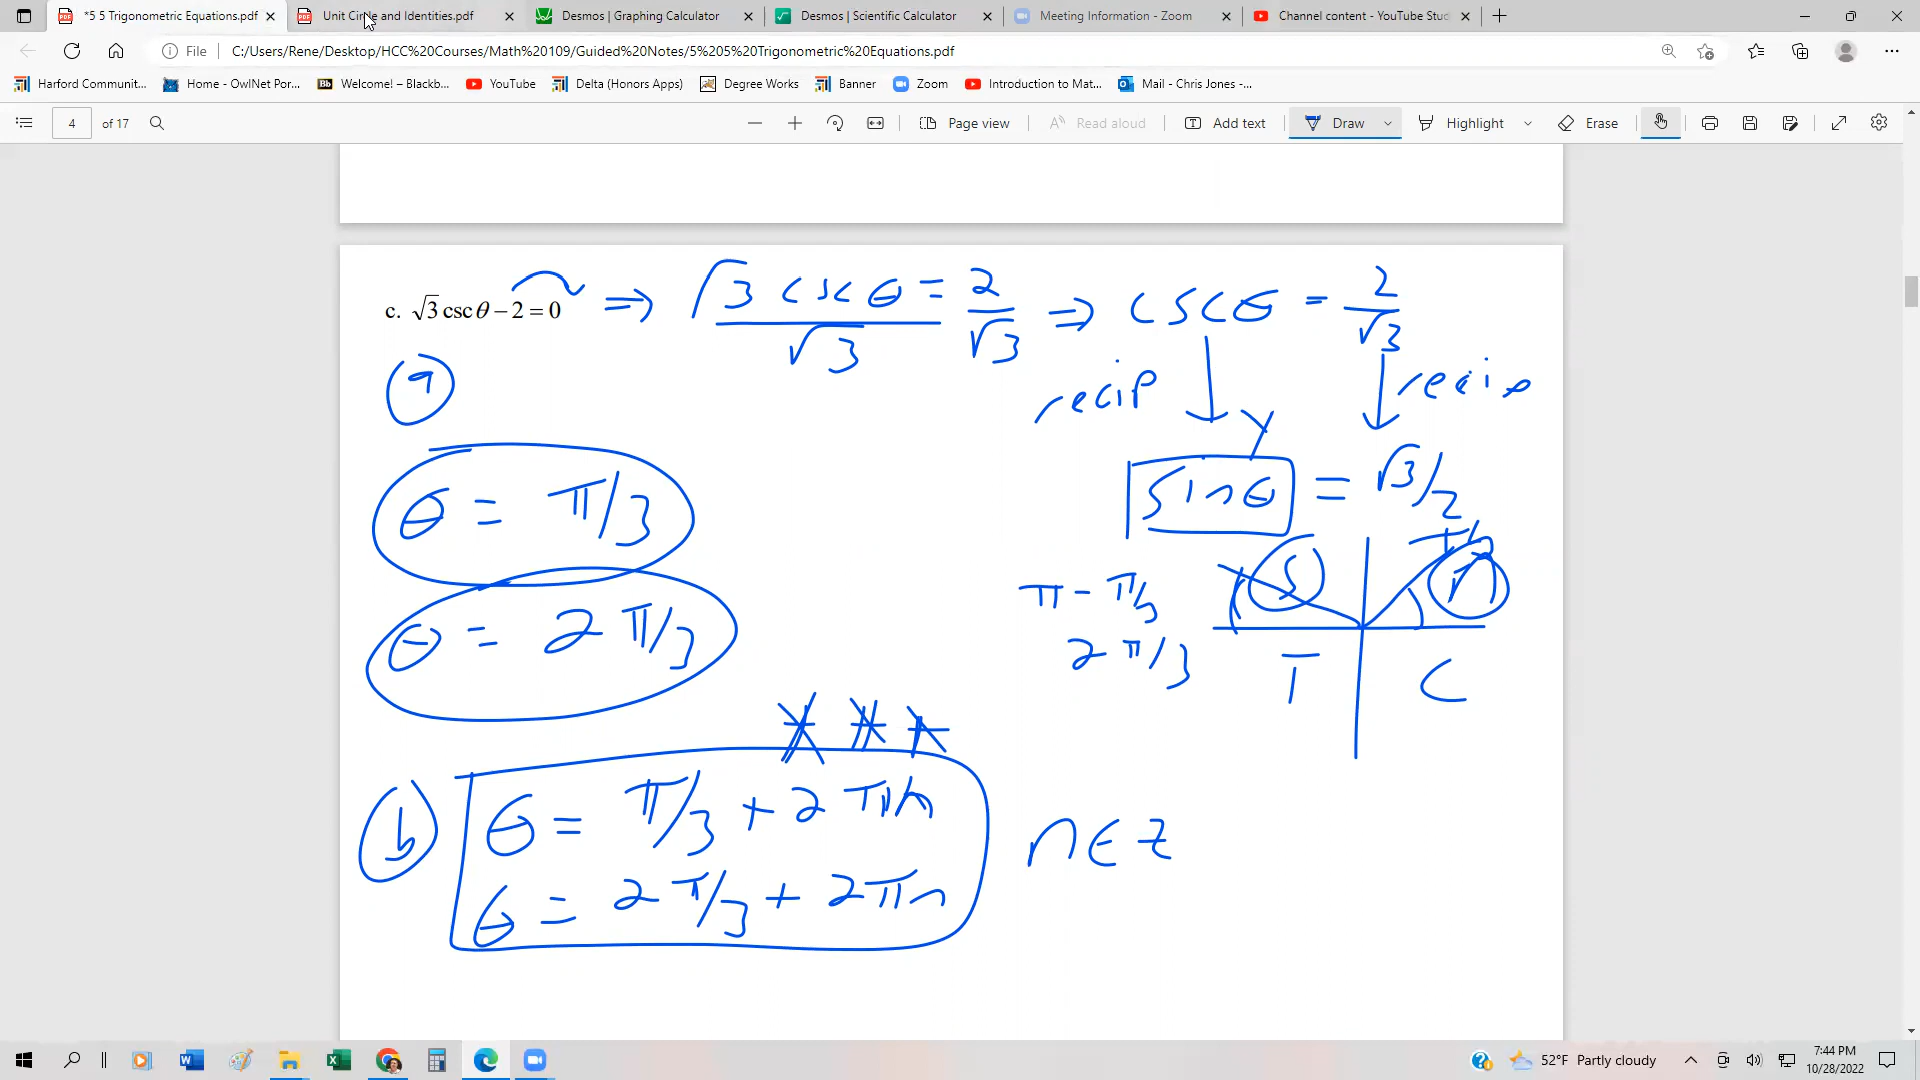 *5 5 Trigonometric Equations.pdf
Unit Circle and Identities.pdf
Desmos | Graphing Calculator
Desmos | Scientific Calculator
Meeting Information - Zoom
Channel content - YouTube Stud
File
C:/Users/Rene/Desktop/HCC%20Courses/Math%20109/Guided%20Notes/5%205%20Trigonometric%20Equations.pdf
Harford Communit...
Home - OwlNet Por...
Bb Welcome! – Blackb...
YouTube
Delta (Honors Apps)
Degree Works
Banner
Zoom
Introduction to Mat...
Mail - Chris Jones -...
4 of 17
Page view
Read aloud
Add text
Draw
Highlight
Erase
c. √3 csc θ − 2 = 0 ⇒ √3 csc θ / √3 = 2/√3 ⇒ csc θ = 2/√3
recip recip
a
y
sin θ = √3/2
θ = π/3
π/3
S A
π - π/3
θ = 2π/3
2π/3
T C
b
θ = π/3 + 2πn
n ∈ Z
θ = 2π/3 + 2πn
52°F Partly cloudy
7:44 PM
10/28/2022